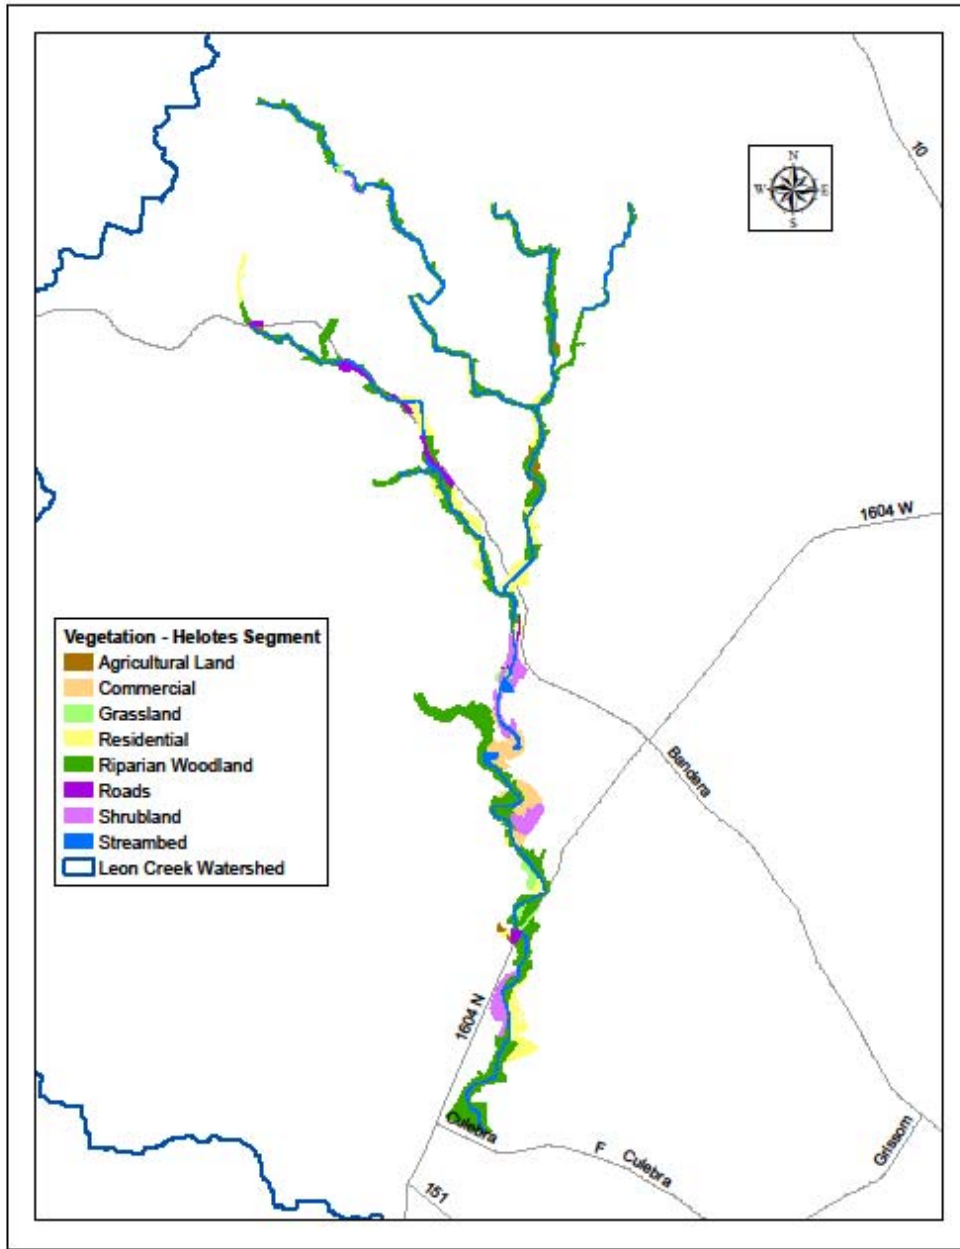 10
N
W E
S
1604 W
Vegetation - Helotes Segment
Agricultural Land
Commercial
Grassland
Residential
Riparian Woodland
Roads
Shrubland
Streambed
Leon Creek Watershed
Bandera
1604 N
Culebra
F Culebra
Grissom
151